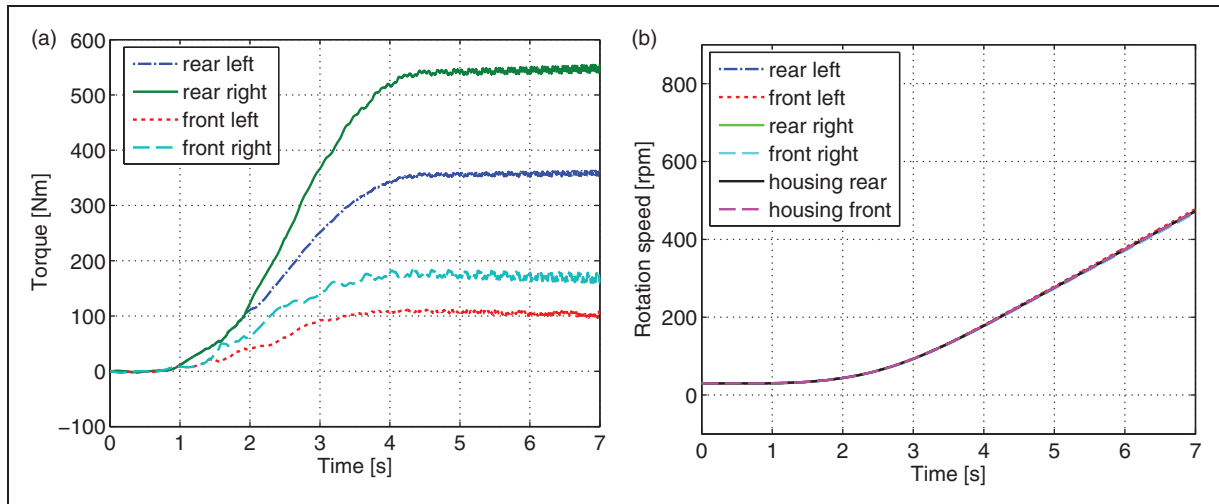 (a)
600
500
400
300
200
100
0
−100
Torque [Nm]
rear left
rear right
front left
front right
0 1 2 3 4 5 6 7
Time [s]
(b)
800
600
400
200
0
Rotation speed [rpm]
rear left
front left
rear right
front right
housing rear
housing front
0 1 2 3 4 5 6 7
Time [s]